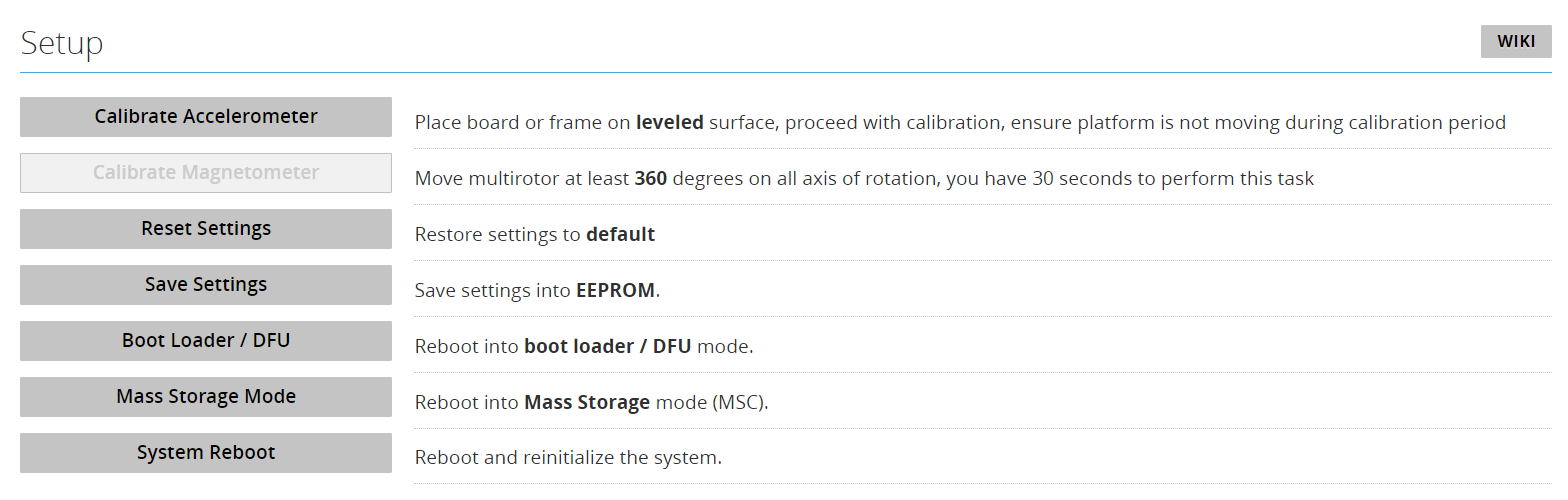 Setup
WIKI
Calibrate Accelerometer
Place board or frame on leveled surface, proceed with calibration, ensure platform is not moving during calibration period
Calibrate Magnetometer
Move multirotor at least 360 degrees on all axis of rotation, you have 30 seconds to perform this task
Reset Settings
Restore settings to default
Save Settings
Save settings into EEPROM.
Boot Loader / DFU
Reboot into boot loader / DFU mode.
Mass Storage Mode
Reboot into Mass Storage mode (MSC).
System Reboot
Reboot and reinitialize the system.